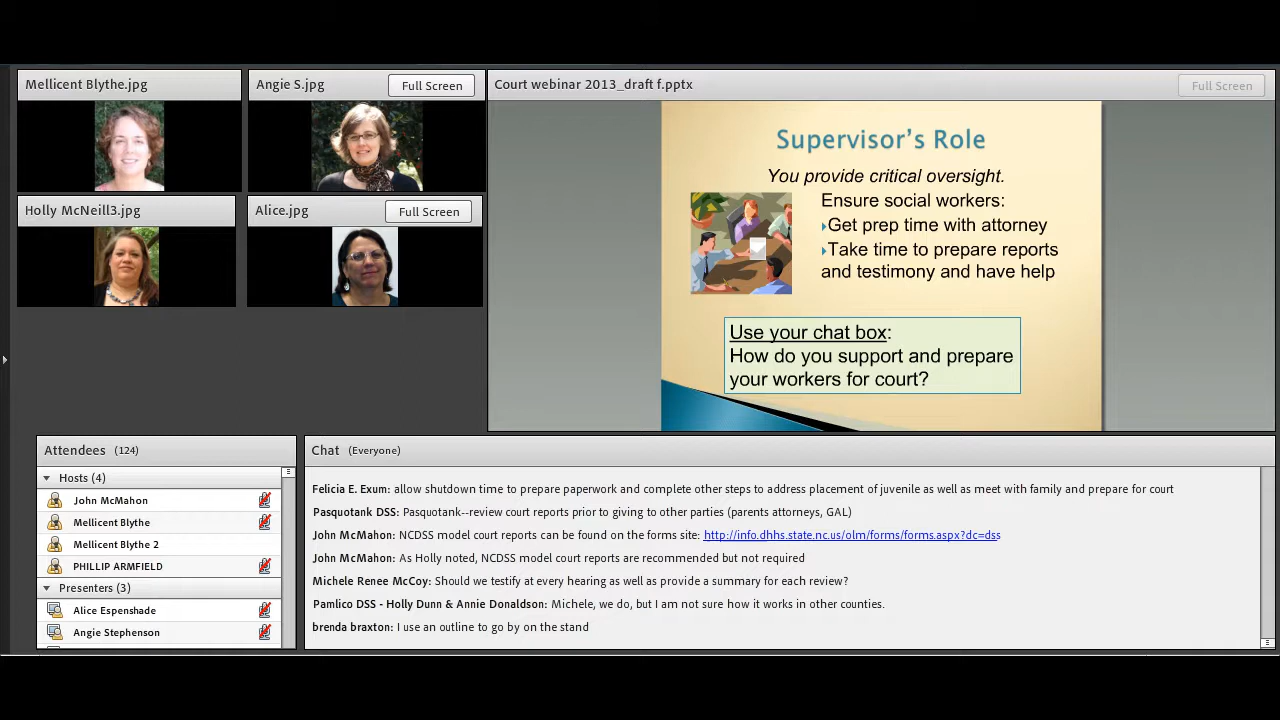 Mellicent Blythe.jpg
Angie S.jpg
Full Screen
Holly McNeill3.jpg
Alice.jpg
Full Screen
Court webinar 2013_draft f.pptx
Full Screen
Supervisor's Role
You provide critical oversight.
Ensure social workers:
Get prep time with attorney
Take time to prepare reports
and testimony and have help
Use your chat box:
How do you support and prepare
your workers for court?
Attendees (124)
Hosts (4)
John McMahon
Mellicent Blythe
Mellicent Blythe 2
PHILLIP ARMFIELD
Presenters (3)
Alice Espenshade
Angie Stephenson
Chat (Everyone)
Felicia E. Exum: allow shutdown time to prepare paperwork and complete other steps to address placement of juvenile as well as meet with family and prepare for court
Pasquotank DSS: Pasquotank--review court reports prior to giving to other parties (parents attorneys, GAL)
John McMahon: NCDSS model court reports can be found on the forms site: http://info.dhhs.state.nc.us/olm/forms/forms.aspx?dc=dss
John McMahon: As Holly noted, NCDSS model court reports are recommended but not required
Michele Renee McCoy: Should we testify at every hearing as well as provide a summary for each review?
Pamlico DSS - Holly Dunn & Annie Donaldson: Michele, we do, but I am not sure how it works in other counties.
brenda braxton: I use an outline to go by on the stand